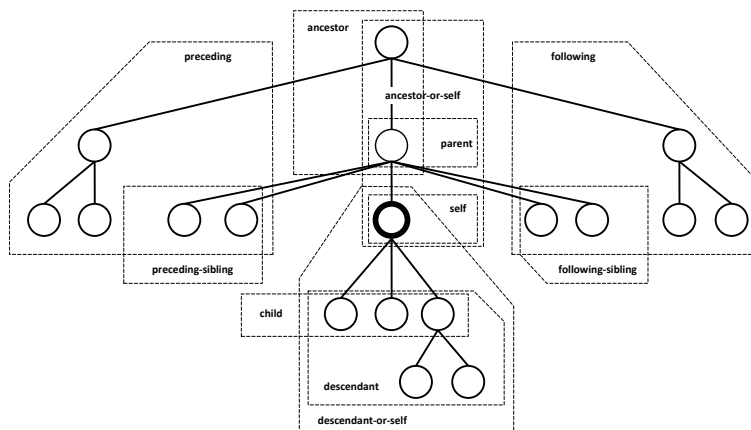 ancestor
preceding
following
ancestor-or-self
parent
self
preceding-sibling
following-sibling
child
descendant
descendant-or-self